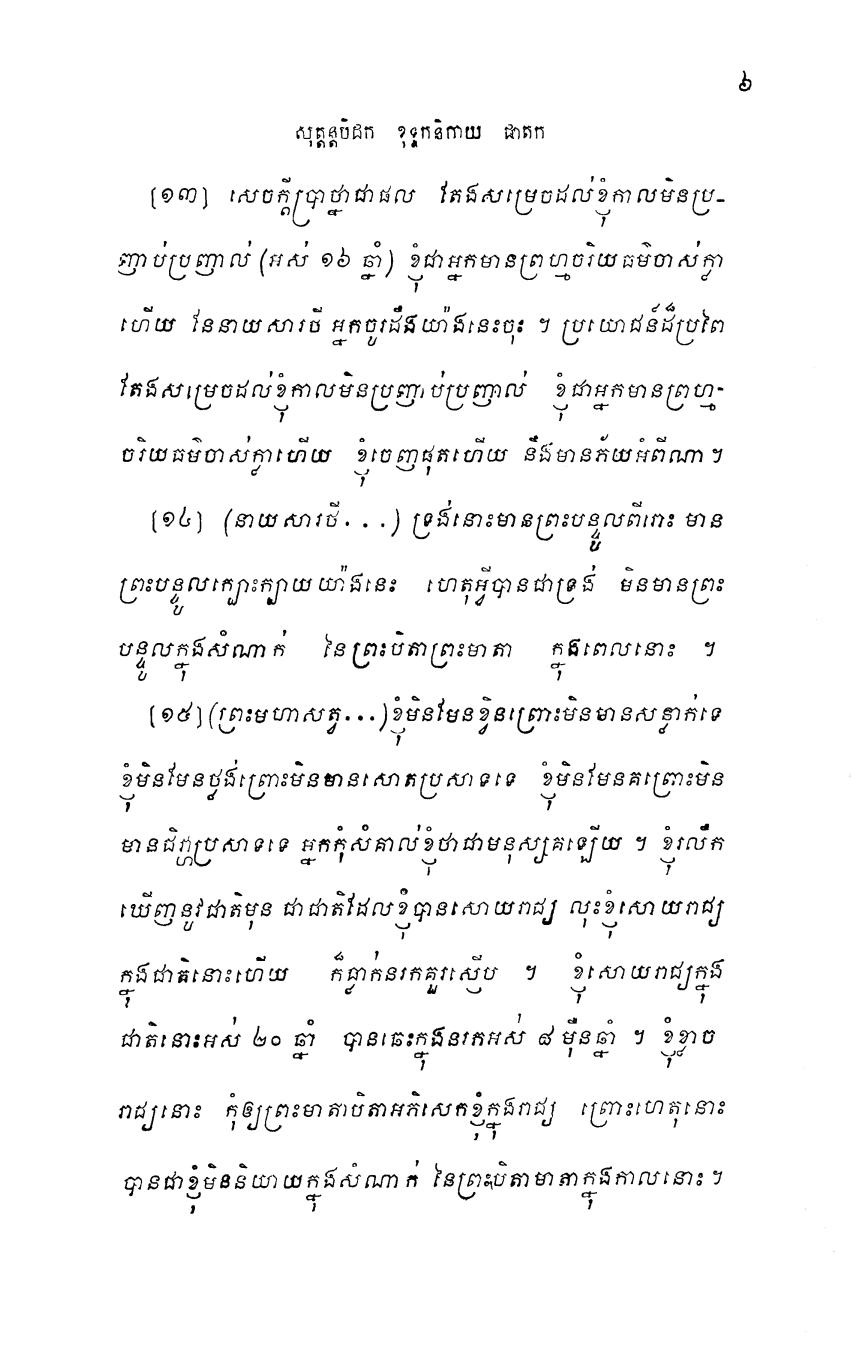 ៦
សុត្តន្តបិដក ខុទ្ទកនិកាយ ជាតក
[១៣] សេចក្តីប្រាថ្នាជាផល តែងសម្រេចដល់ខ្ញុំកាលមិនប្រ-
ញាប់ប្រញាល់ (អស់ ១៦ ឆ្នាំ) ខ្ញុំជាអ្នកមានព្រហ្មចរិយធម៌ចាស់ក្លា
ហើយ នែនាយសារថី អ្នកចូរដឹងយ៉ាងនេះចុះ ។ ប្រយោជន៍ដ៏ប្រពៃ
តែងសម្រេចដល់ខ្ញុំកាលមិនប្រញាប់ប្រញាល់ ខ្ញុំជាអ្នកមានព្រហ្ម-
ចរិយធម៌ចាស់ក្លាហើយ ខ្ញុំចេញផុតហើយ នឹងមានភ័យអំពីណា ។
[១៤] (នាយសារថី...) ទ្រង់នោះមានព្រះបន្ទូលពីរោះ មាន
ព្រះបន្ទូលក្បោះក្បាយយ៉ាងនេះ ហេតុអ្វីបានជាទ្រង់ មិនមានព្រះ
បន្ទូលក្នុងសំណាក់ នៃព្រះបិតាព្រះមាតា ក្នុងពេលនោះ ។
[១៥] (ព្រះមហាសត្វ...) ខ្ញុំមិនមែនខ្វិនព្រោះមិនមានសន្ធាក់ទេ
ខ្ញុំមិនមែនថ្លង់ព្រោះមិនមានសោតប្រសាទទេ ខ្ញុំមិនមែនគព្រោះមិន
មានជិវ្ហាប្រសាទទេ អ្នកកុំសំគាល់ខ្ញុំថាជាមនុស្សគឡើយ ។ ខ្ញុំរលឹក
ឃើញនូវជាតិមុន ជាជាតិដែលខ្ញុំបានសោយរាជ្យ លុះខ្ញុំសោយរាជ្យ
ក្នុងជាតិនោះហើយ ក៏ធ្លាក់នរកគួរស្ញើប ។ ខ្ញុំសោយរាជ្យក្នុង
ជាតិនោះអស់ ២០ ឆ្នាំ បានឆេះក្នុងនរកអស់ ៨ ម៉ឺនឆ្នាំ ។ ខ្ញុំខ្លាច
រាជ្យនោះ កុំឲ្យព្រះមាតាបិតាអភិសេកខ្ញុំក្នុងរាជ្យ ព្រោះហេតុនោះ
បានជាខ្ញុំមិននិយាយក្នុងសំណាក់ នៃព្រះបិតាមាតាក្នុងកាលនោះ ។